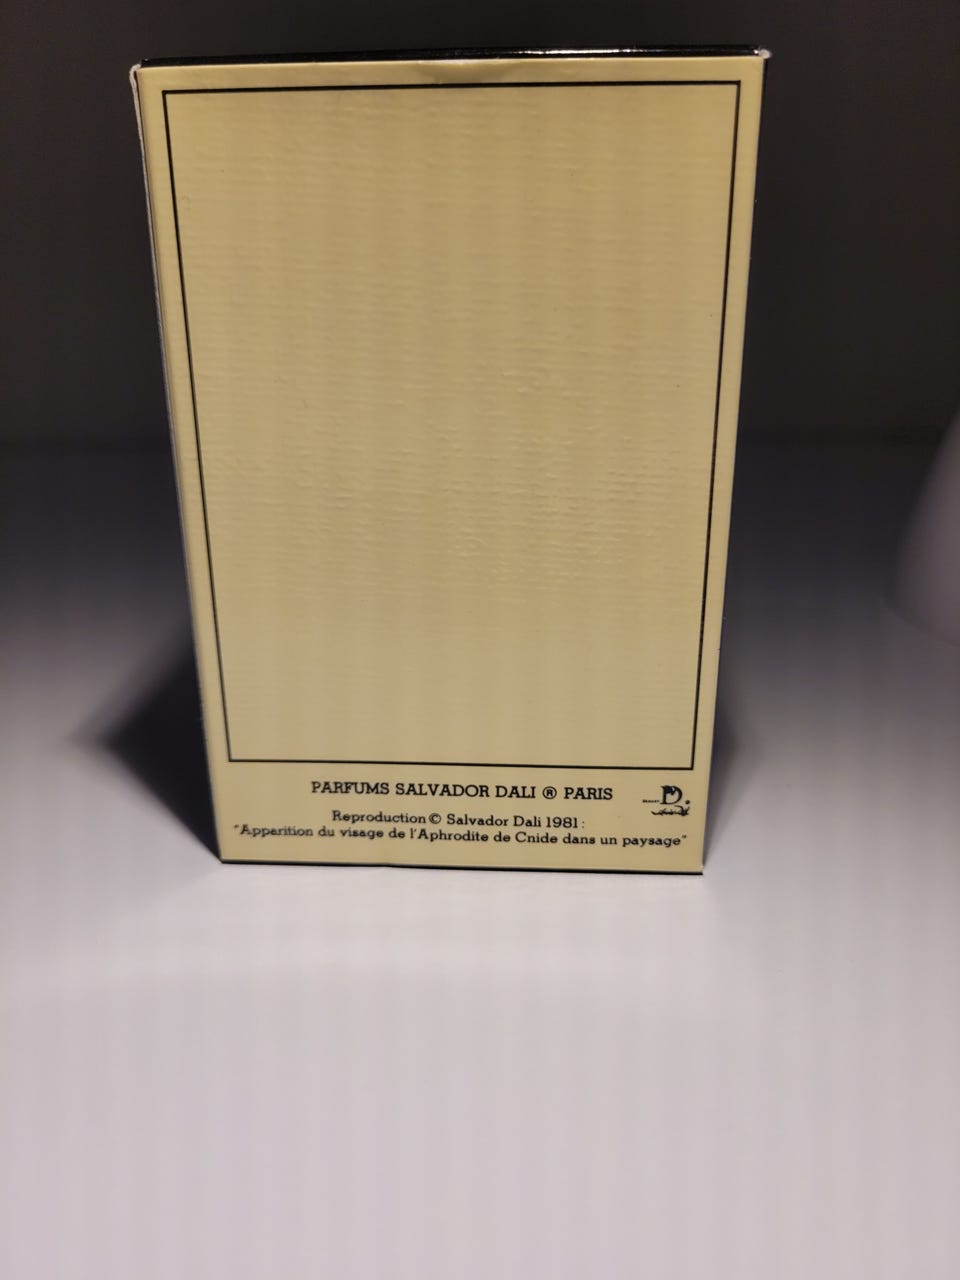 PARFUMS SALVADOR DALI ® PARIS
Reproduction © Salvador Dali 1981 :
"Apparition du visage de l'Aphrodite de Cnide dans un paysage"